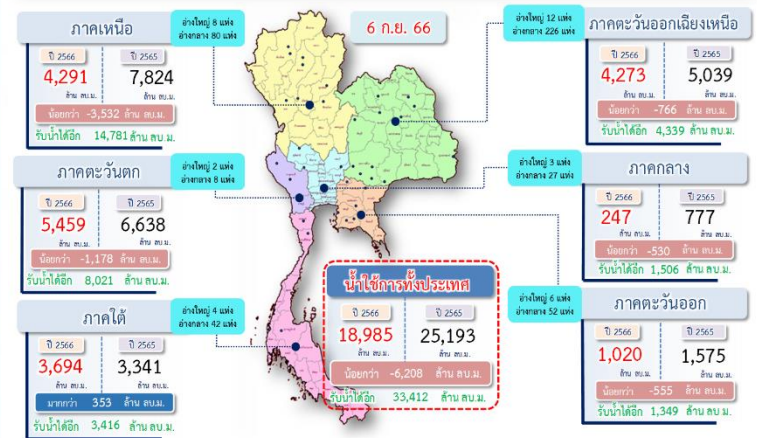 6 ก.ย. 66
ภาคเหนือ
ปี 2566 ปี 2565
4,291 7,824
ล้าน ลบ.ม. ล้าน ลบ.ม.
น้อยกว่า -3,532 ล้าน ลบ.ม.
รับน้ำได้อีก 14,781 ล้าน ลบ.ม.
อ่างใหญ่ 8 แห่ง
อ่างกลาง 80 แห่ง
ภาคตะวันตก
ปี 2566 ปี 2565
5,459 6,638
ล้าน ลบ.ม. ล้าน ลบ.ม.
น้อยกว่า -1,178 ล้าน ลบ.ม.
รับน้ำได้อีก 8,021 ล้าน ลบ.ม.
อ่างใหญ่ 2 แห่ง
อ่างกลาง 8 แห่ง
ภาคใต้
ปี 2566 ปี 2565
3,694 3,341
ล้าน ลบ.ม. ล้าน ลบ.ม.
มากกว่า 353 ล้าน ลบ.ม.
รับน้ำได้อีก 3,416 ล้าน ลบ.ม.
อ่างใหญ่ 4 แห่ง
อ่างกลาง 42 แห่ง
น้ำใช้การทั้งประเทศ
ปี 2566 ปี 2565
18,985 25,193
ล้าน ลบ.ม. ล้าน ลบ.ม.
น้อยกว่า -6,208 ล้าน ลบ.ม.
รับน้ำได้อีก 33,412 ล้าน ลบ.ม.
อ่างใหญ่ 12 แห่ง
อ่างกลาง 226 แห่ง
ภาคตะวันออกเฉียงเหนือ
ปี 2566 ปี 2565
4,273 5,039
ล้าน ลบ.ม. ล้าน ลบ.ม.
น้อยกว่า -766 ล้าน ลบ.ม.
รับน้ำได้อีก 4,339 ล้าน ลบ.ม.
อ่างใหญ่ 3 แห่ง
อ่างกลาง 27 แห่ง
ภาคกลาง
ปี 2566 ปี 2565
247 777
ล้าน ลบ.ม. ล้าน ลบ.ม.
น้อยกว่า -530 ล้าน ลบ.ม.
รับน้ำได้อีก 1,506 ล้าน ลบ.ม.
อ่างใหญ่ 6 แห่ง
อ่างกลาง 52 แห่ง
ภาคตะวันออก
ปี 2566 ปี 2565
1,020 1,575
ล้าน ลบ.ม. ล้าน ลบ.ม.
น้อยกว่า -555 ล้าน ลบ.ม.
รับน้ำได้อีก 1,349 ล้าน ลบ.ม.